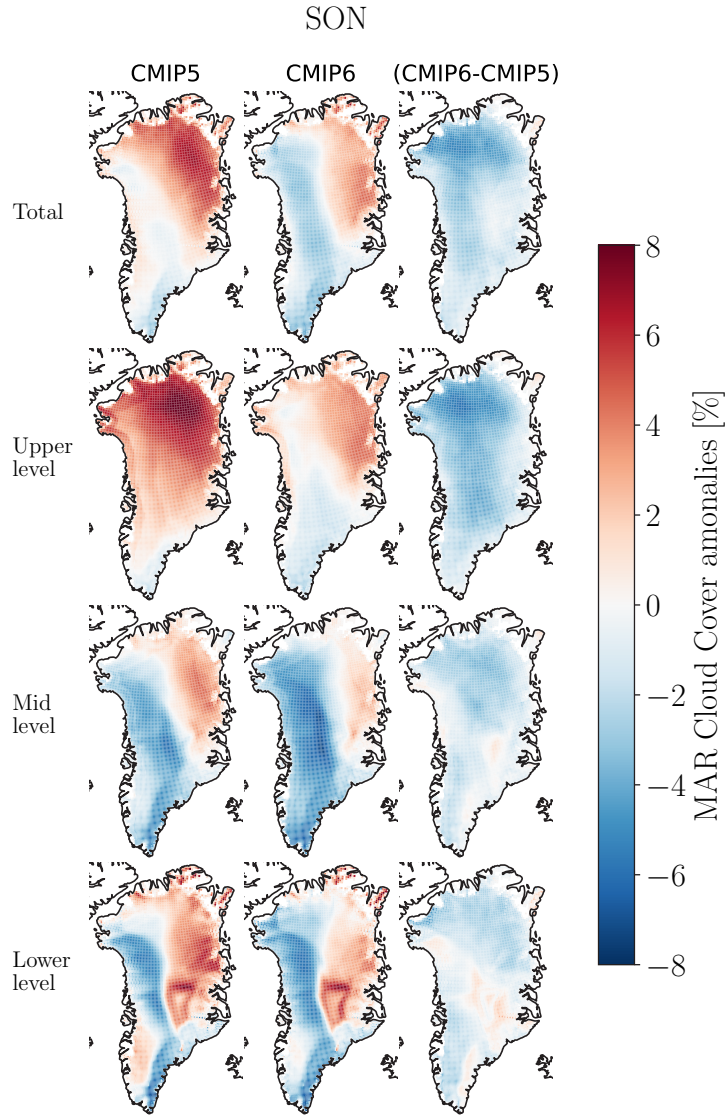 SON
CMIP5 CMIP6 (CMIP6-CMIP5)
Total
Upper
level
Mid
level
Lower
level
8
6
4
2
0
−2
−4
−6
−8
MAR Cloud Cover amonalies [%]